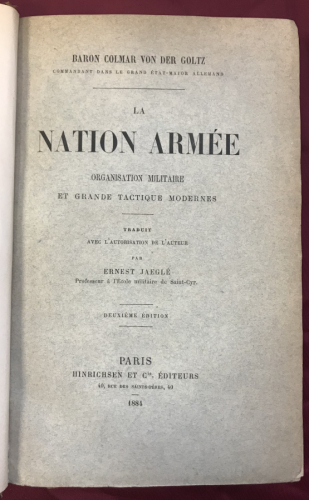 BARON COLMAR VON DER GOLTZ
COMMANDANT DANS LE GRAND ÉTAT-MAJOR ALLEMAND
LA
NATION ARMÉE
ORGANISATION MILITAIRE
ET GRANDE TACTIQUE MODERNES
TRADUIT
AVEC L'AUTORISATION DE L'AUTEUR
PAR
ERNEST JAEGLÉ
Professeur à l'École militaire de Saint-Cyr.
DEUXIÈME ÉDITION
PARIS
HINRICHSEN ET Cie, ÉDITEURS
40, RUE DES SAINTS-PÈRES, 40
1884